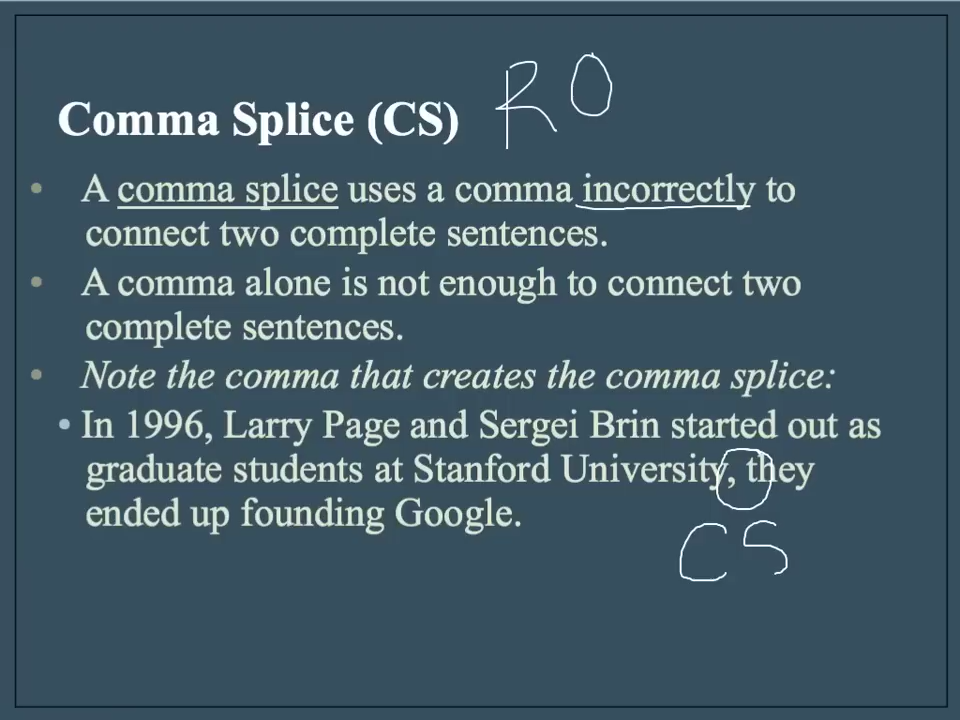 Comma Splice (CS) RO
• A comma splice uses a comma incorrectly to
connect two complete sentences.
• A comma alone is not enough to connect two
complete sentences.
• Note the comma that creates the comma splice:
• In 1996, Larry Page and Sergei Brin started out as
graduate students at Stanford University, they
ended up founding Google.
CS